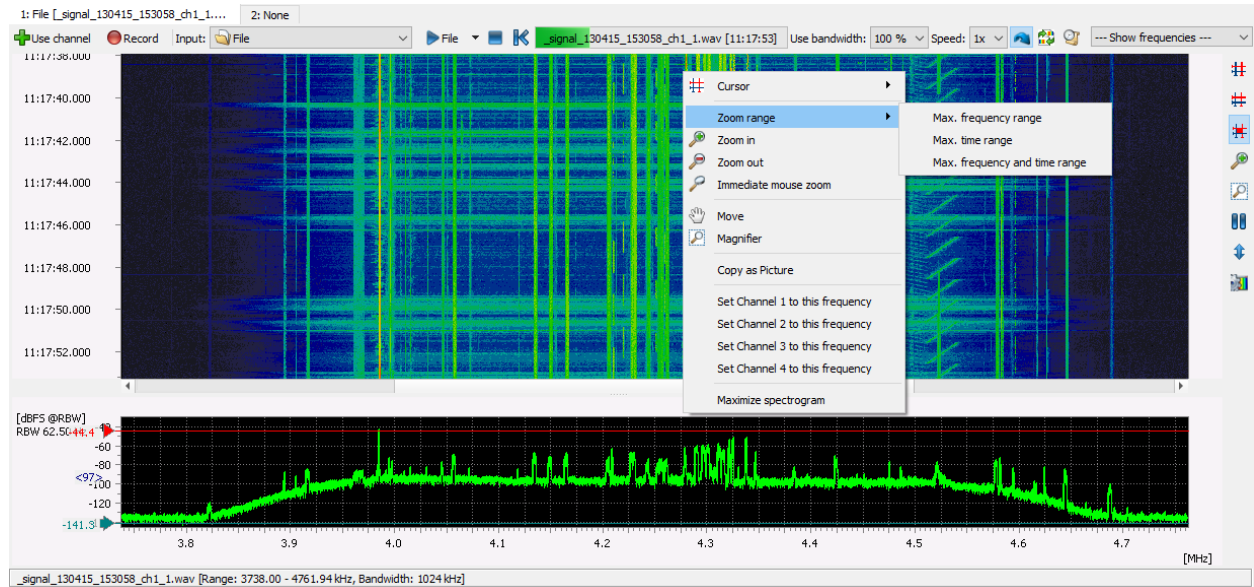 1: File [_signal_130415_153058_ch1_1.... 2: None
Use channel Record Input: File File _signal_130415_153058_ch1_1.wav [11:17:53] Use bandwidth: 100 % Speed: 1x --- Show frequencies ---
11:17:38.000
11:17:40.000
11:17:42.000
11:17:44.000
11:17:46.000
11:17:48.000
11:17:50.000
11:17:52.000
Cursor
Zoom range
Zoom in
Zoom out
Immediate mouse zoom
Move
Magnifier
Copy as Picture
Set Channel 1 to this frequency
Set Channel 2 to this frequency
Set Channel 3 to this frequency
Set Channel 4 to this frequency
Maximize spectrogram
Max. frequency range
Max. time range
Max. frequency and time range
[dBFS @RBW]
RBW 62.50
-44.4
-60
-80
<97>
-100
-120
-141.3
3.8 3.9 4.0 4.1 4.2 4.3 4.4 4.5 4.6 4.7
[MHz]
_signal_130415_153058_ch1_1.wav [Range: 3738.00 - 4761.94 kHz, Bandwidth: 1024 kHz]